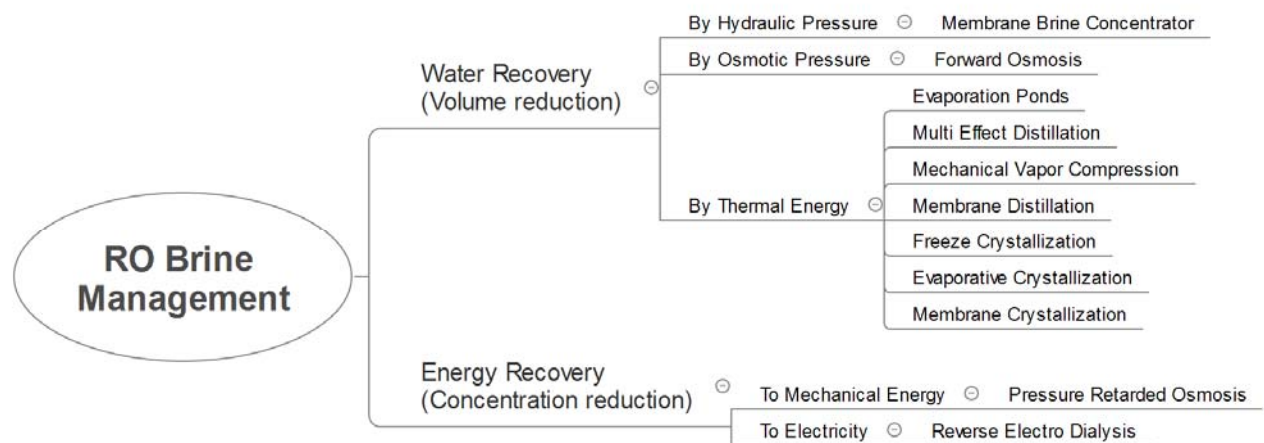 RO Brine
Management
Water Recovery
(Volume reduction)
By Hydraulic Pressure
Membrane Brine Concentrator
By Osmotic Pressure
Forward Osmosis
By Thermal Energy
Evaporation Ponds
Multi Effect Distillation
Mechanical Vapor Compression
Membrane Distillation
Freeze Crystallization
Evaporative Crystallization
Membrane Crystallization
Energy Recovery
(Concentration reduction)
To Mechanical Energy
Pressure Retarded Osmosis
To Electricity
Reverse Electro Dialysis